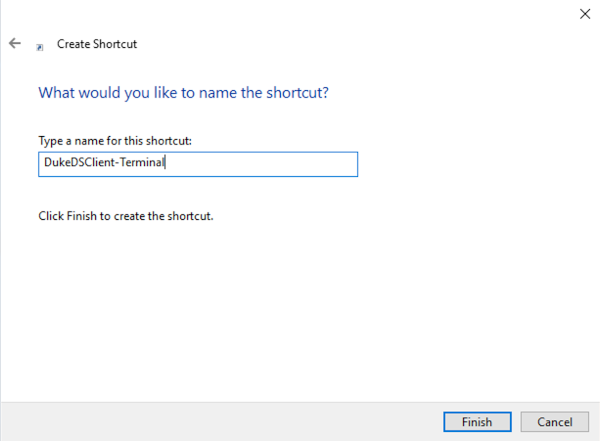 Create Shortcut
What would you like to name the shortcut?
Type a name for this shortcut:
DukeDSClient-Terminal
Click Finish to create the shortcut.
Finish Cancel